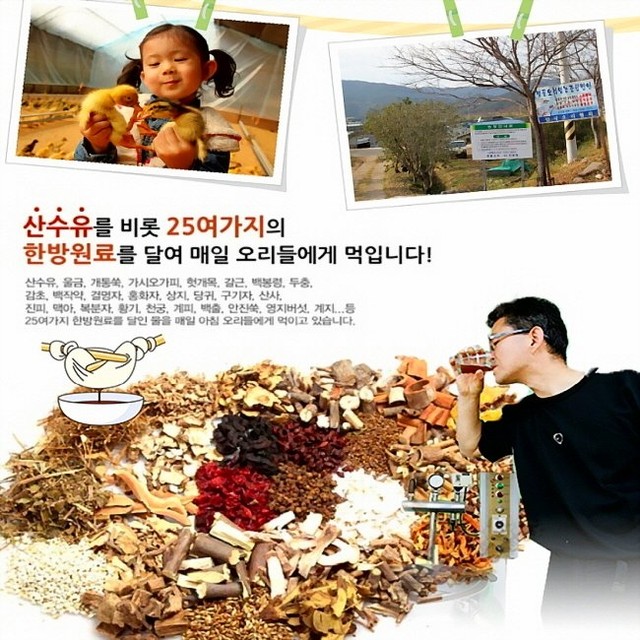 산수유를 비롯 25여가지의
한방원료를 달여 매일 오리들에게 먹입니다!
산수유, 울금, 개똥쑥, 가시오가피, 헛개목, 갈근, 백봉령, 두충,
감초, 백작약, 결명자, 홍화자, 상지, 당귀, 구기자, 산사,
진피, 맥아, 복분자, 황기, 천궁, 계피, 백출, 안진쑥, 영지버섯, 계지...등
25여가지 한방원료를 달인 물을 매일 아침 오리들에게 먹이고 있습니다.